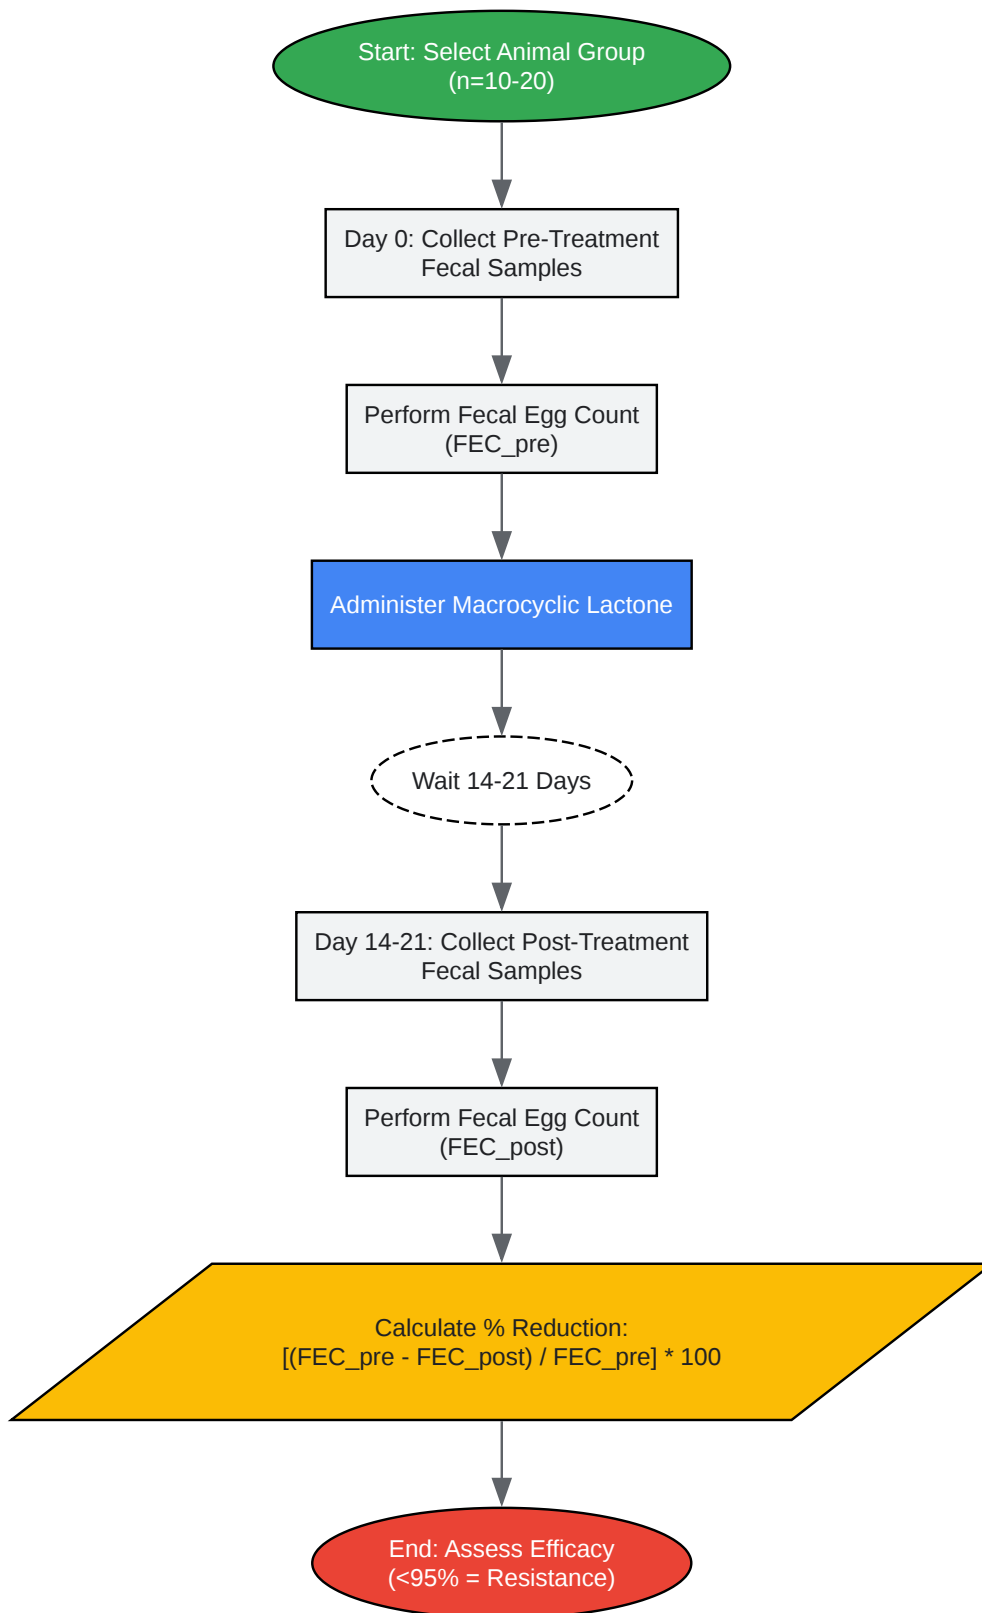 Start: Select Animal Group
(n=10-20)
Day 0: Collect Pre-Treatment
Fecal Samples
Perform Fecal Egg Count
(FEC_pre)
Administer Macrocyclic Lactone
Wait 14-21 Days
Day 14-21: Collect Post-Treatment
Fecal Samples
Perform Fecal Egg Count
(FEC_post)
Calculate % Reduction:
[(FEC_pre - FEC_post) / FEC_pre] * 100
End: Assess Efficacy
(<95% = Resistance)